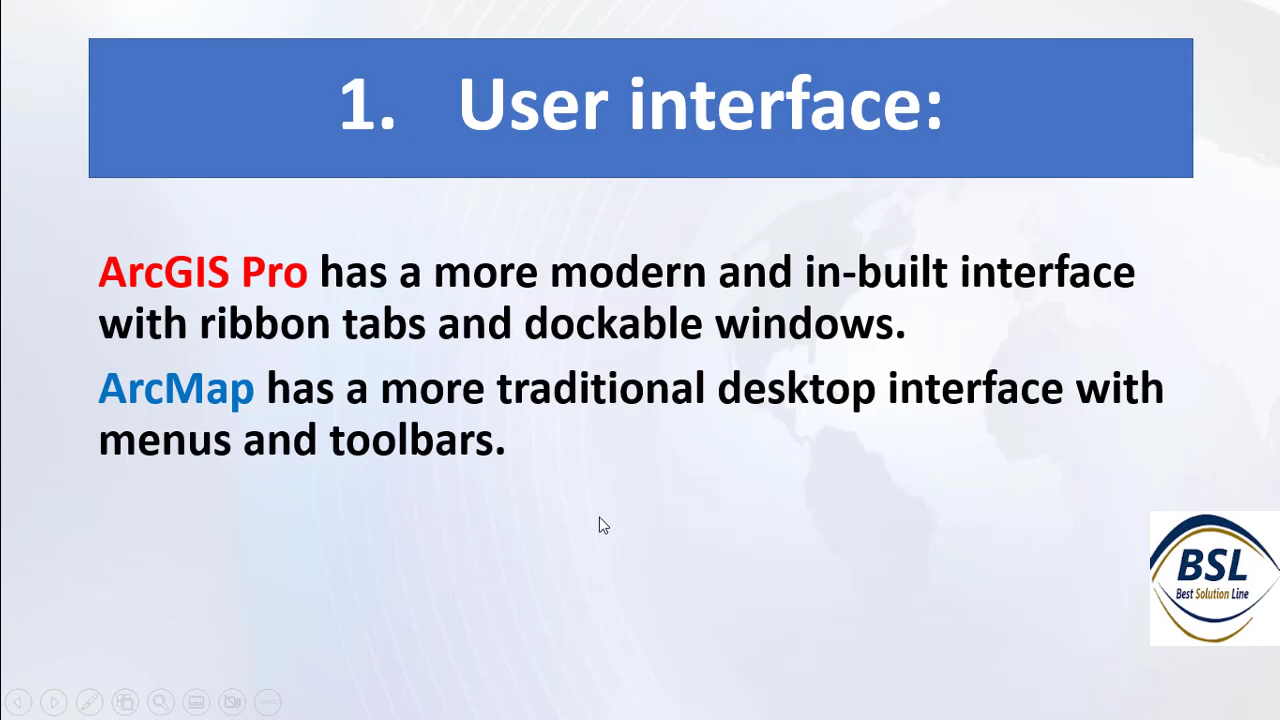 1. User interface:
ArcGIS Pro has a more modern and in-built interface
with ribbon tabs and dockable windows.
ArcMap has a more traditional desktop interface with
menus and toolbars.
BSL
Best Solution Line